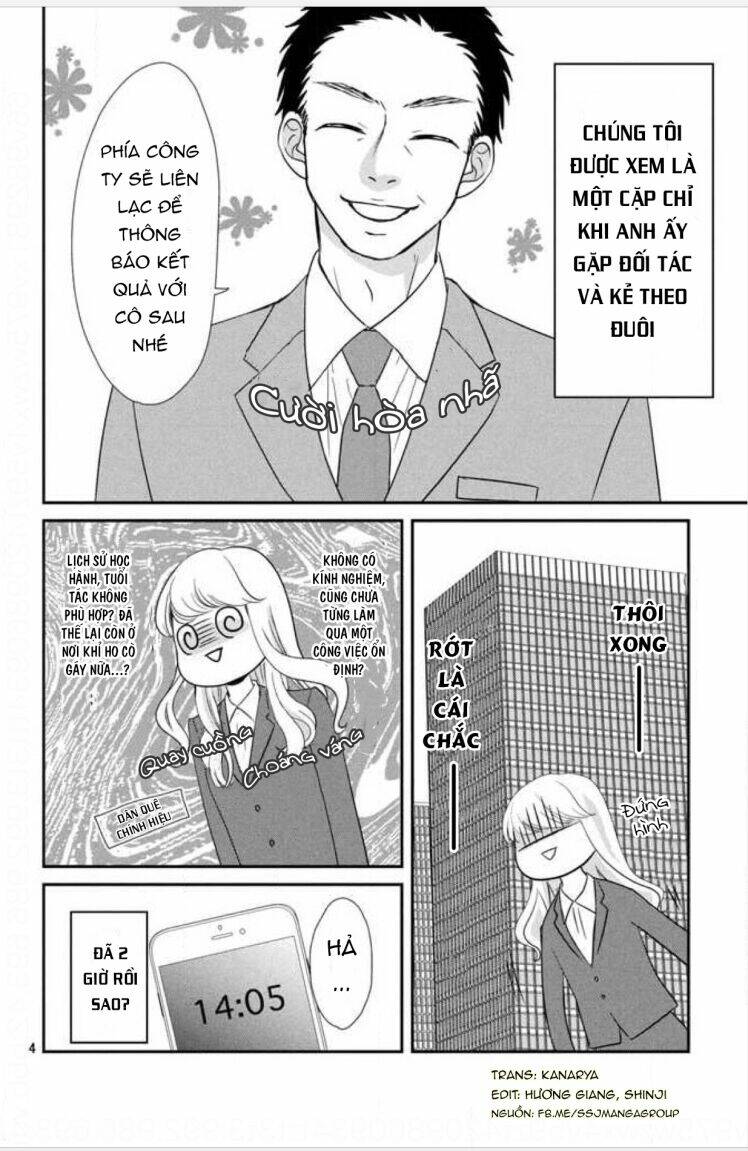 CHÚNG TÔI
ĐƯỢC XEM LÀ
MỘT CẶP CHỈ
KHI ANH ẤY
GẶP ĐỐI TÁC
VÀ KẺ THEO
ĐUÔI
PHÍA CÔNG
TY SẼ LIÊN
LẠC ĐỂ
THÔNG
BÁO KẾT
QUẢ VỚI
CÔ SAU
NHÉ
Cười hòa nhã
THÔI
XONG
RỚT
LÀ
CÁI
CHẮC
Đứng
hình
KHÔNG CÓ
KINH NGHIỆM,
CŨNG CHƯA
TỪNG LÀM
QUA MỘT
CÔNG VIỆC ỔN
ĐỊNH?
LỊCH SỬ HỌC
HÀNH, TUỔI
TÁC KHÔNG
PHÙ HỢP? ĐÃ
THẾ LẠI CÒN Ở
NƠI KHỈ HO CÒ
GÁY NỮA...?
Quay cuồng
Choáng váng
DÂN QUÊ
CHÍNH HIỆU
HẢ
...
14:05
ĐÃ 2
GIỜ RỒI
SAO?
4
TRANS: KANARYA
EDIT: HƯƠNG GIANG, SHINJI
NGUỒN: FB.ME/SSJMANGAGROUP